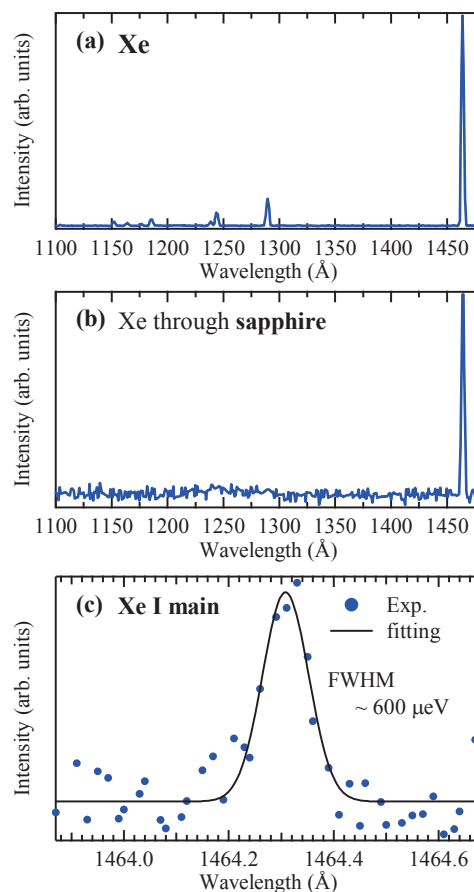 (a) Xe
Intensity (arb. units)
1100 1150 1200 1250 1300 1350 1400 1450
Wavelength (Å)
(b) Xe through sapphire
Intensity (arb. units)
1100 1150 1200 1250 1300 1350 1400 1450
Wavelength (Å)
(c) Xe I main
Exp.
fitting
FWHM
~ 600 μeV
Intensity (arb. units)
1464.0 1464.2 1464.4 1464.6
Wavelength (Å)